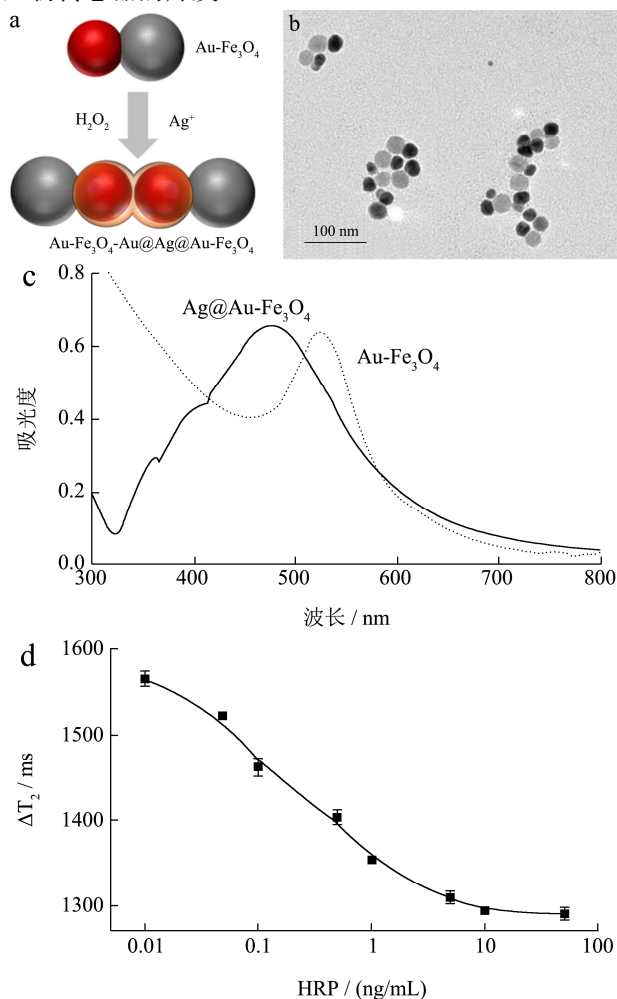 a
Au-Fe₃O₄
H₂O₂
Ag⁺
Au-Fe₃O₄-Au@Ag@Au-Fe₃O₄
b
100 nm
c
0.8
0.6
0.4
0.2
0.0
吸光度
Ag@Au-Fe₃O₄
Au-Fe₃O₄
300 400 500 600 700 800
波长 / nm
d
1600
1500
1400
1300
ΔT₂ / ms
0.01 0.1 1 10 100
HRP / (ng/mL)